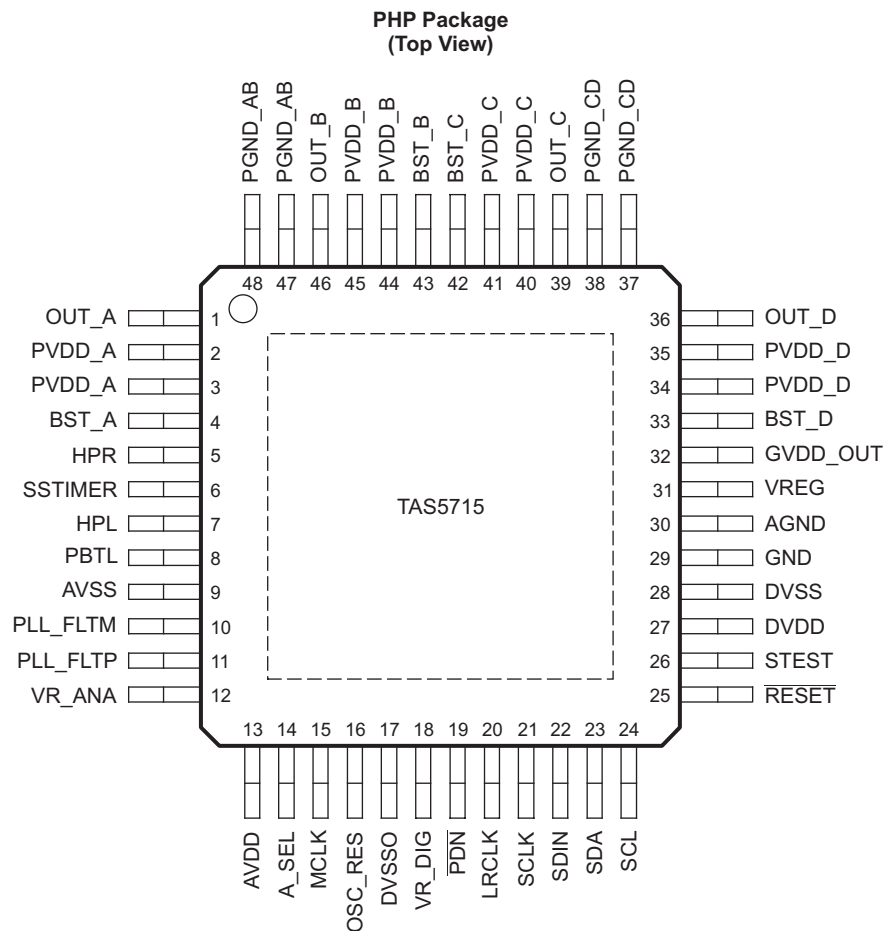 PHP Package
(Top View)
PGND_AB
PGND_AB
OUT_B
PVDD_B
PVDD_B
BST_B
BST_C
PVDD_C
PVDD_C
OUT_C
PGND_CD
PGND_CD
48 47 46 45 44 43 42 41 40 39 38 37
OUT_A 1 36 OUT_D
PVDD_A 2 35 PVDD_D
PVDD_A 3 34 PVDD_D
BST_A 4 33 BST_D
HPR 5 32 GVDD_OUT
SSTIMER 6 31 VREG
HPL 7 TAS5715 30 AGND
PBTL 8 29 GND
AVSS 9 28 DVSS
PLL_FLTM 10 27 DVDD
PLL_FLTP 11 26 STEST
VR_ANA 12 25 RESET
13 14 15 16 17 18 19 20 21 22 23 24
AVDD
A_SEL
MCLK
OSC_RES
DVSSO
VR_DIG
PDN
LRCLK
SCLK
SDIN
SDA
SCL